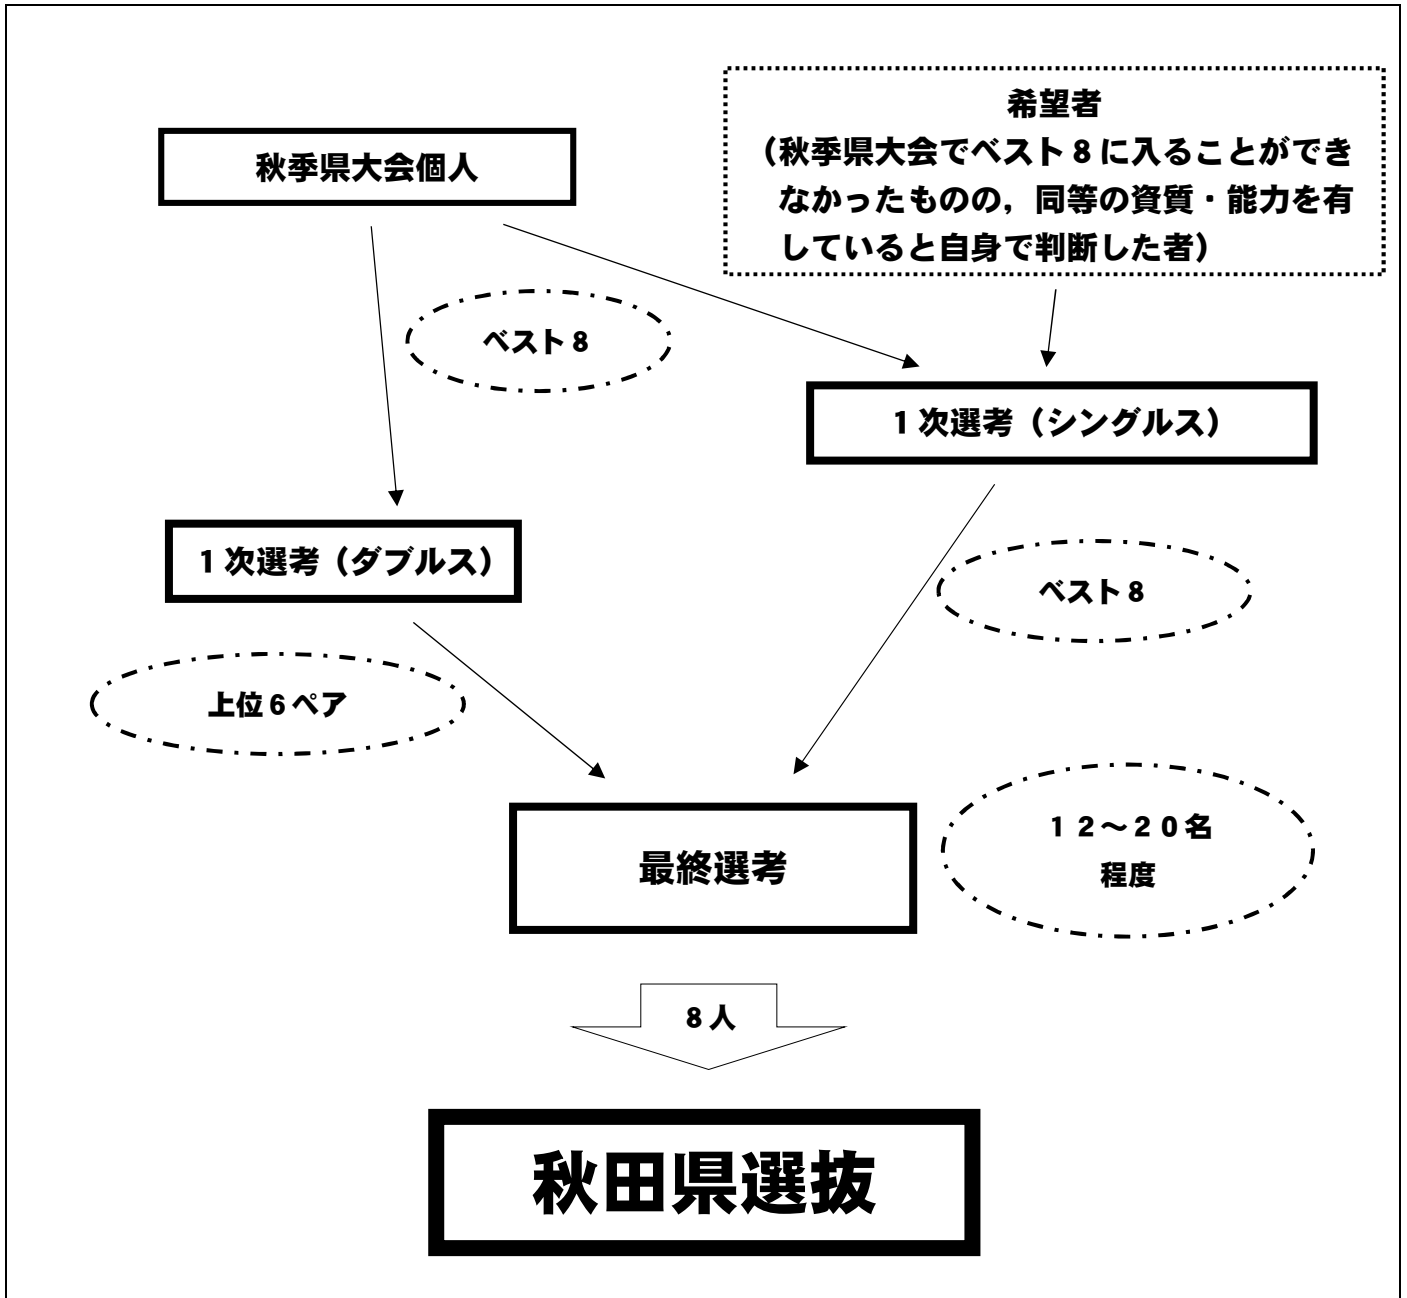 希望者
（秋季県大会でベスト８に入ることができ
なかったものの，同等の資質・能力を有
していると自身で判断した者）
秋季県大会個人
ベスト８
１次選考（シングルス）
１次選考（ダブルス）
ベスト８
上位６ペア
１２～２０名
程度
最終選考
８人
秋田県選抜